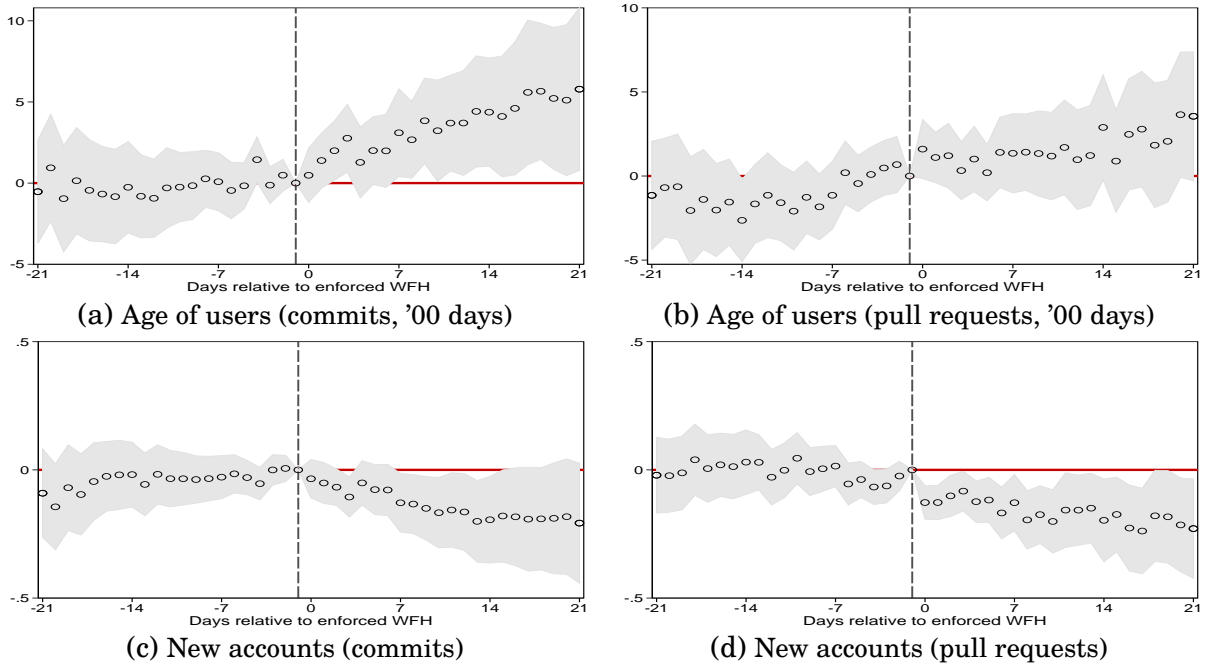 10
5
0
-5
-21 -14 -7 0 7 14 21
Days relative to enforced WFH
(a) Age of users (commits, ’00 days)
10
5
0
-5
-21 -14 -7 0 7 14 21
Days relative to enforced WFH
(b) Age of users (pull requests, ’00 days)
.5
0
-.5
-21 -14 -7 0 7 14 21
Days relative to enforced WFH
(c) New accounts (commits)
.5
0
-.5
-21 -14 -7 0 7 14 21
Days relative to enforced WFH
(d) New accounts (pull requests)